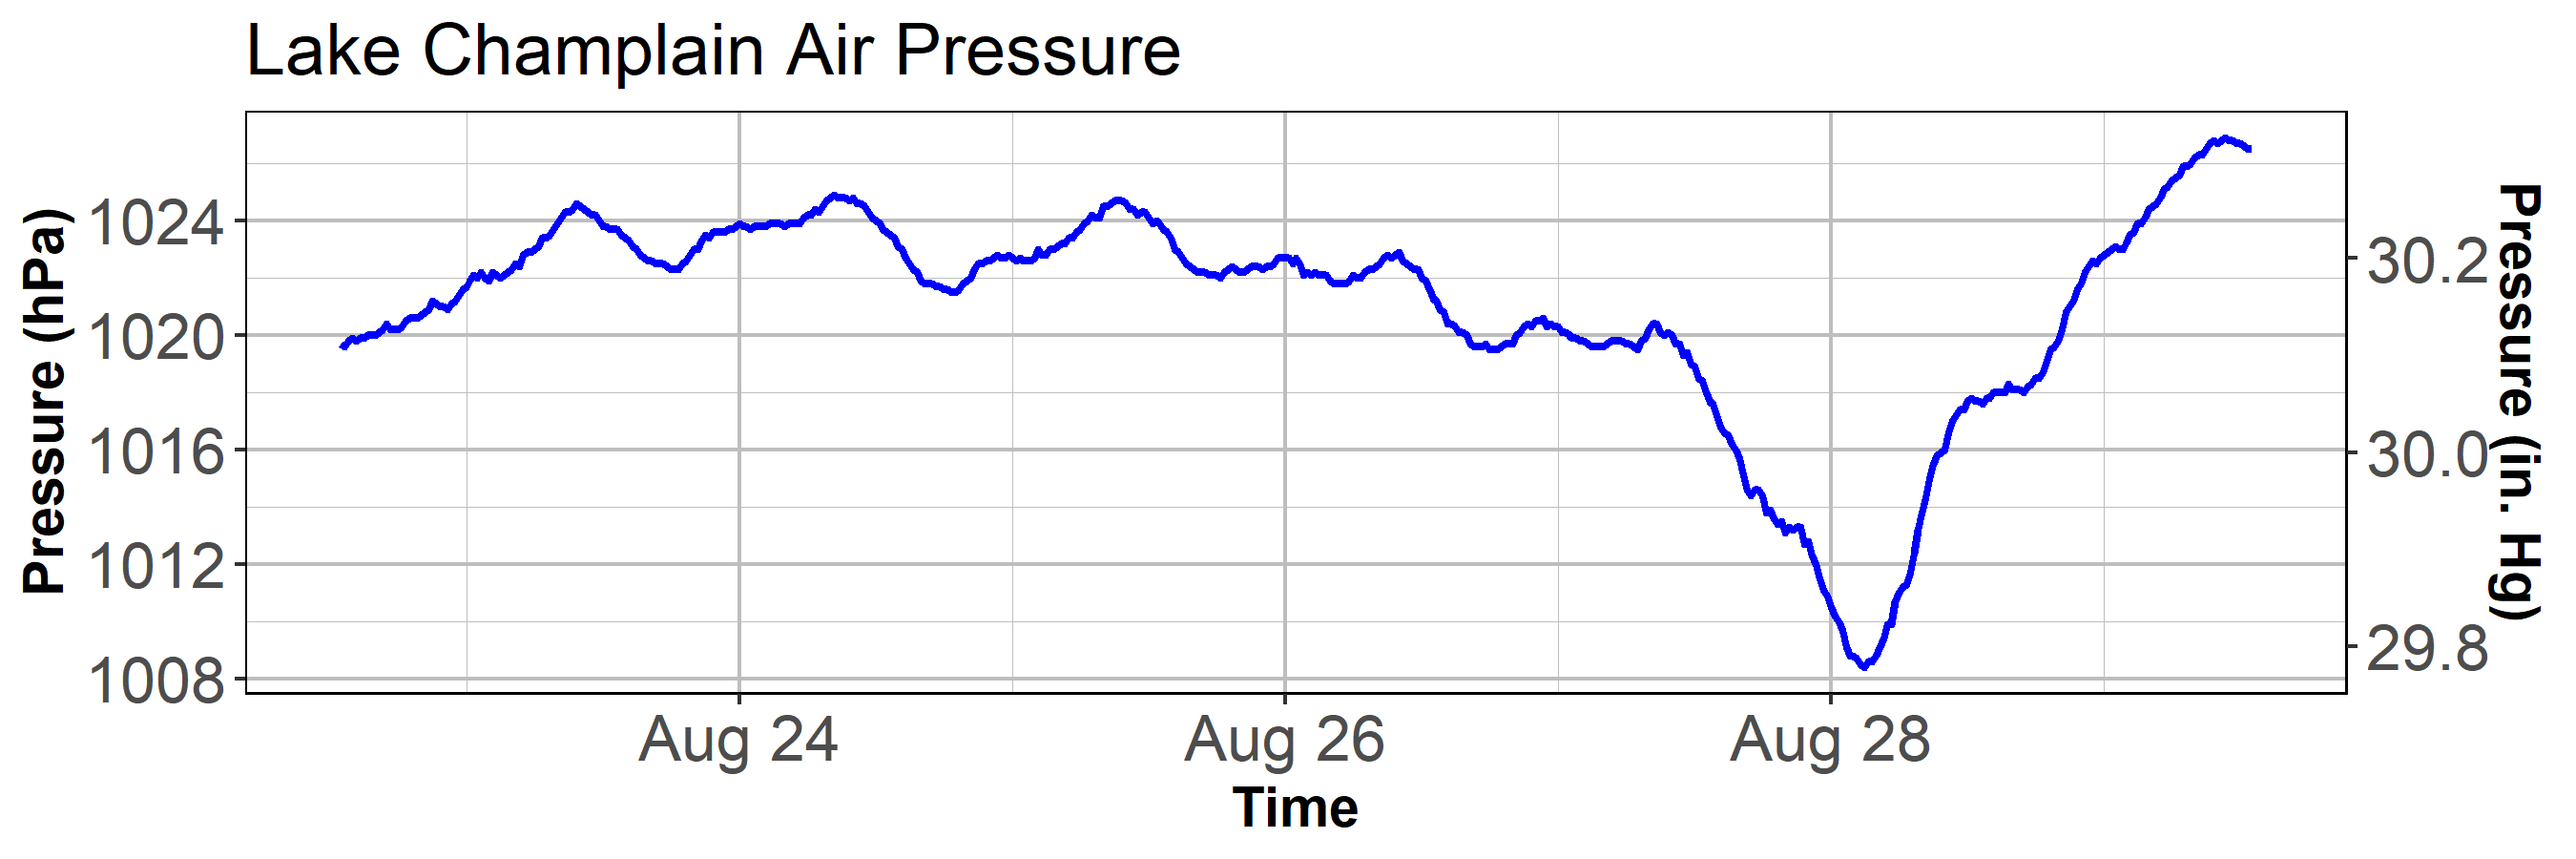 Lake Champlain Air Pressure
Pressure (hPa)
1024
1020
1016
1012
1008
30.2
30.0
29.8
Pressure (in. Hg)
Aug 24
Aug 26
Aug 28
Time